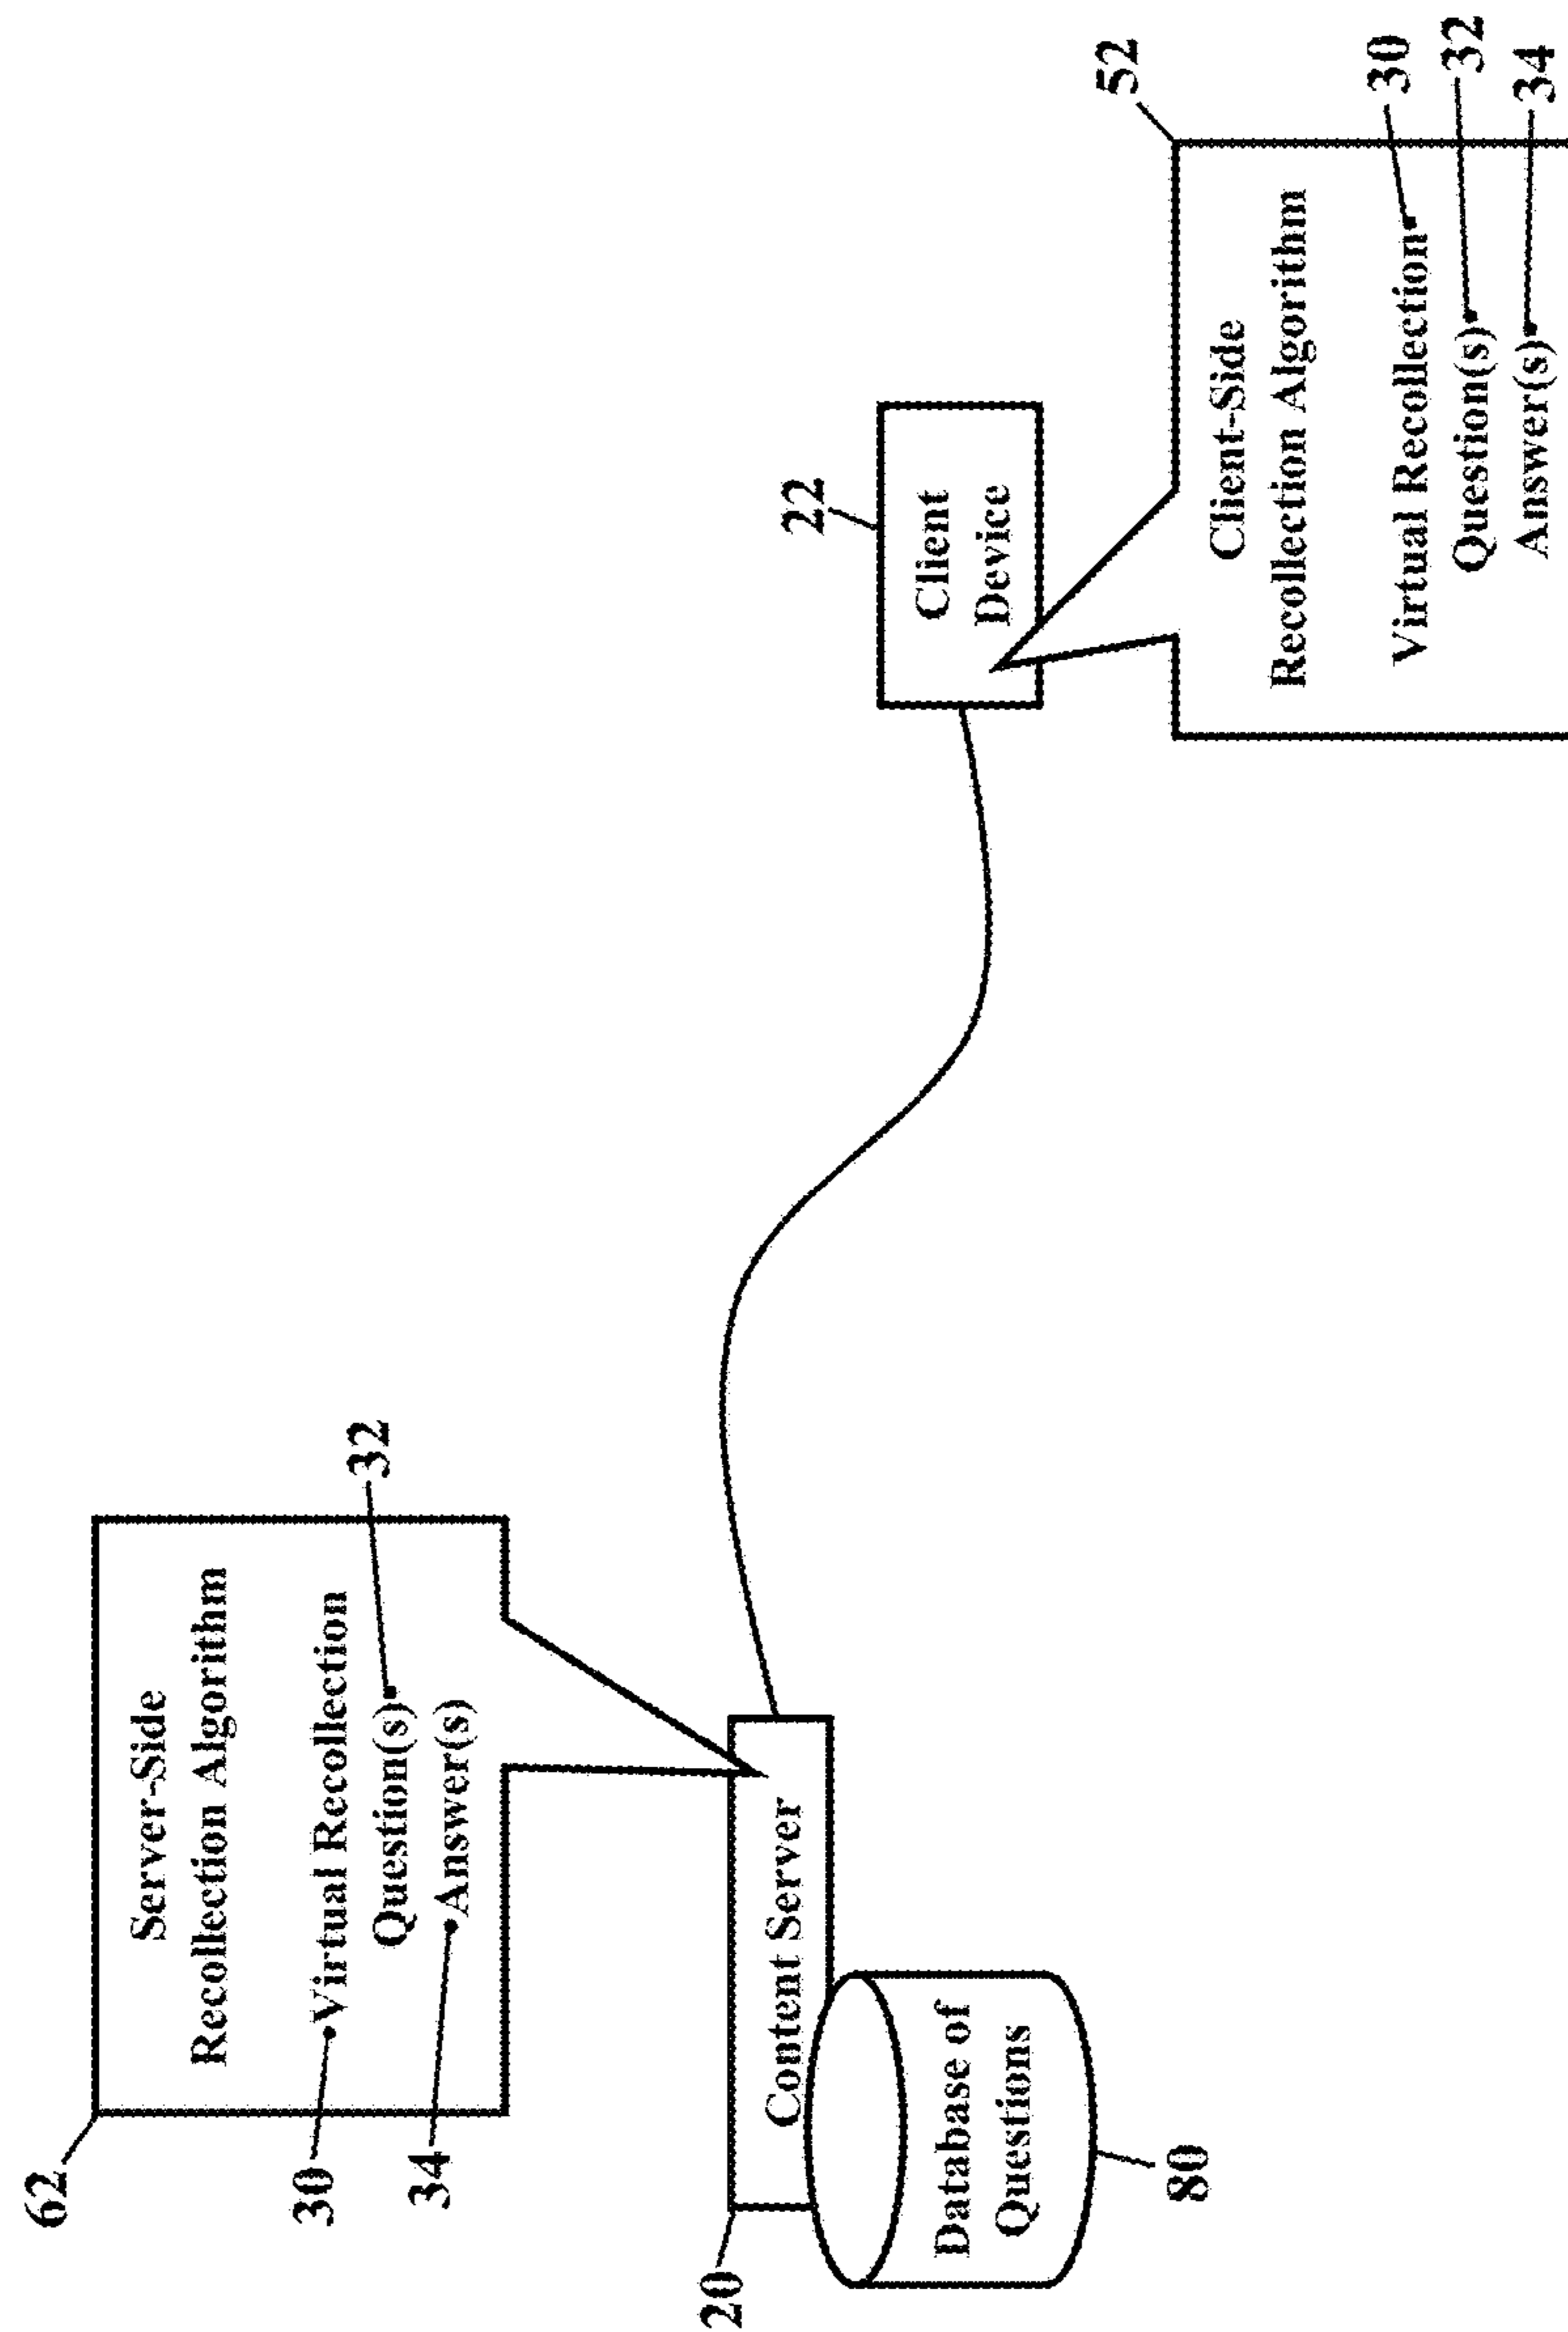 62
Server-Side
Recollection Algorithm
30
Virtual Recollection
32
Question(s)
34
Answer(s)
20
Content Server
Database of
Questions
80
22
Client
Device
52
Client-Side
Recollection Algorithm
Virtual Recollection
30
Question(s)
32
Answer(s)
34